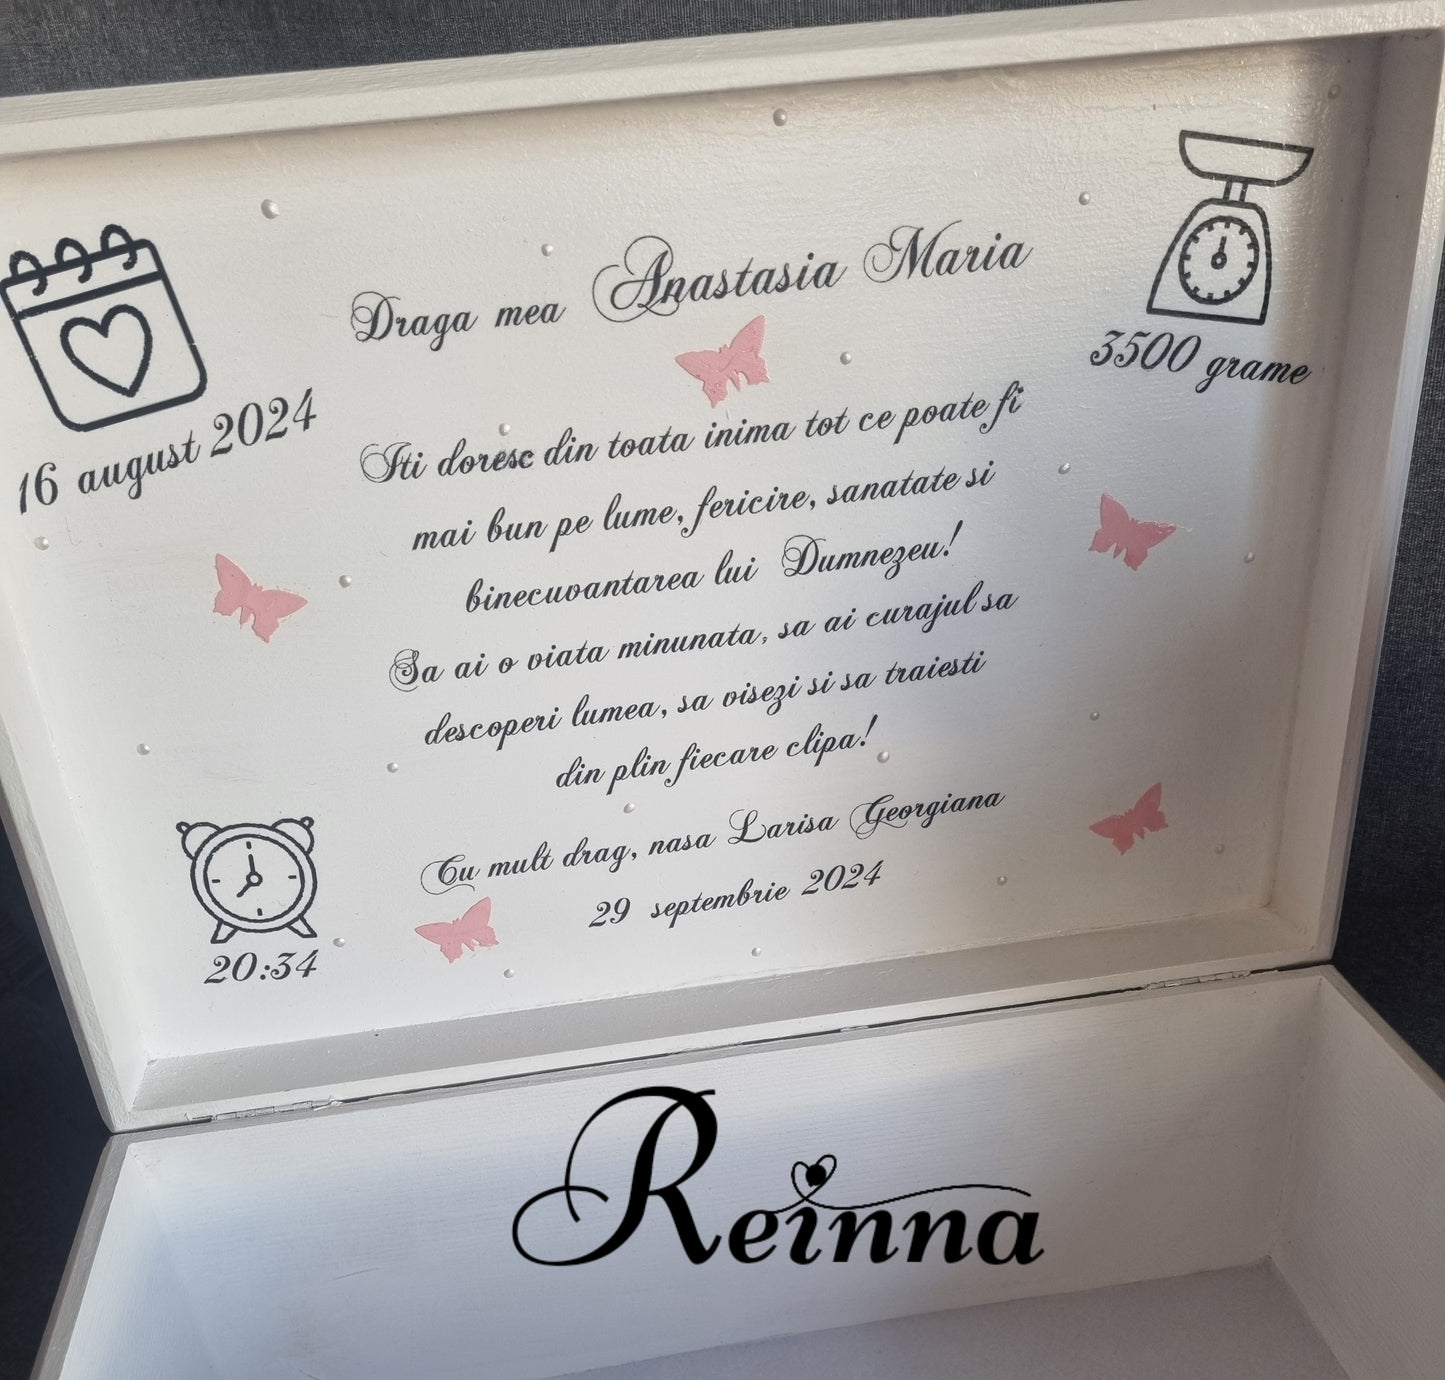 Draga mea Anastasia Maria
3500 grame
16 august 2024
Iti doresc din toata inima tot ce poate fi
mai bun pe lume, fericire, sanatate si
binecuvantarea lui Dumnezeu!
Sa ai o viata minunata, sa ai curajul sa
descoperi lumea, sa visezi si sa traiesti
din plin fiecare clipa!
Cu mult drag, nasa Larisa Georgiana
29 septembrie 2024
20:34
Reinna